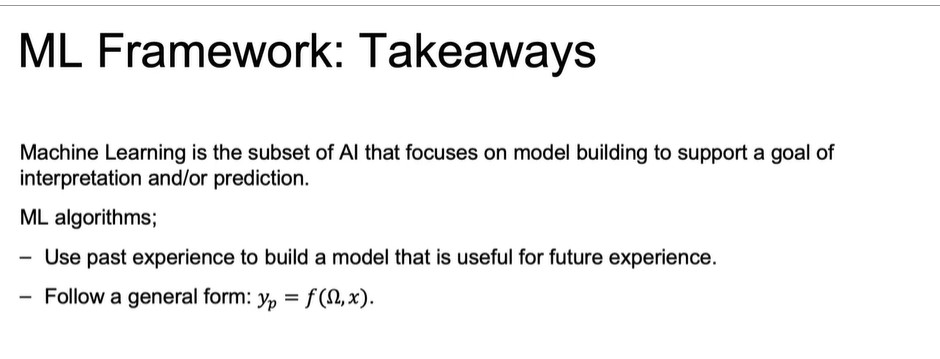 ML Framework: Takeaways
Machine Learning is the subset of AI that focuses on model building to support a goal of
interpretation and/or prediction.
ML algorithms;
– Use past experience to build a model that is useful for future experience.
– Follow a general form: yₚ = f(Ω, x).